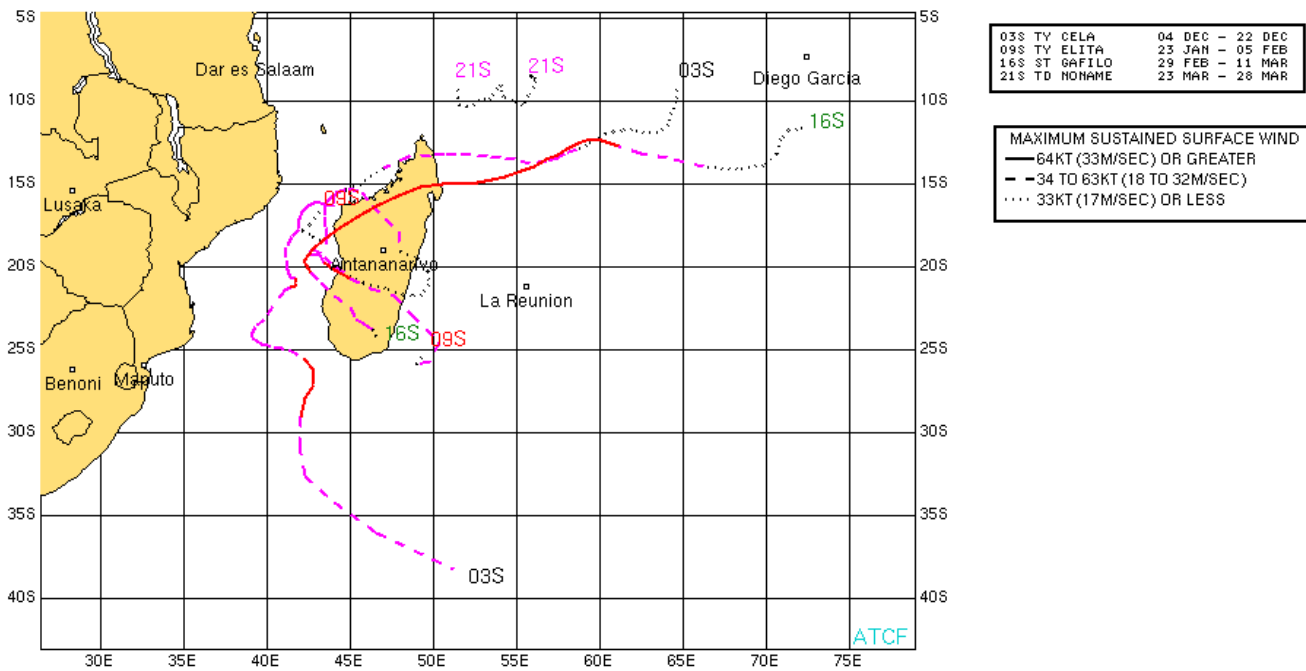 5S
5S
03S TY CELA 04 DEC – 22 DEC
09S TY ELITA 23 JAN – 05 FEB
16S ST GAFILO 29 FEB – 11 MAR
21S TD NONAME 23 MAR – 28 MAR
Dar es Salaam
21S
21S
03S
Diego Garcia
10S
10S
16S
MAXIMUM SUSTAINED SURFACE WIND
64KT (33M/SEC) OR GREATER
34 TO 63KT (18 TO 32M/SEC)
33KT (17M/SEC) OR LESS
15S
15S
Lusaka
09S
20S
Antananarivo
20S
La Reunion
16S
09S
25S
25S
Benoni
Maputo
30S
30S
35S
35S
03S
40S
40S
ATCF
30E 35E 40E 45E 50E 55E 60E 65E 70E 75E